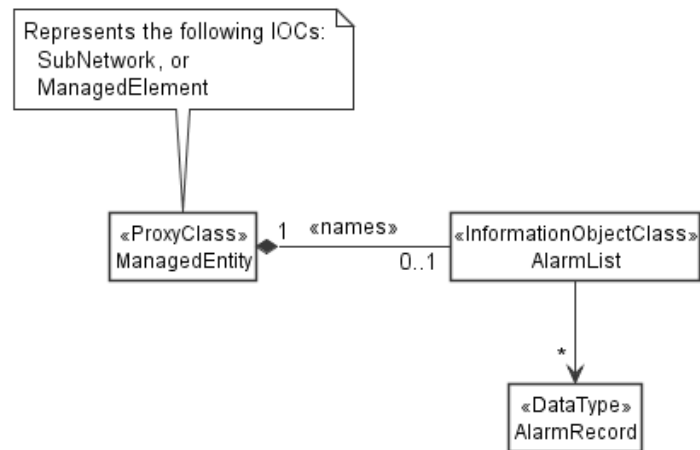 Represents the following IOCs:
SubNetwork, or
ManagedElement
«ProxyClass»
ManagedEntity
1
«names»
0..1
«InformationObjectClass»
AlarmList
*
«DataType»
AlarmRecord